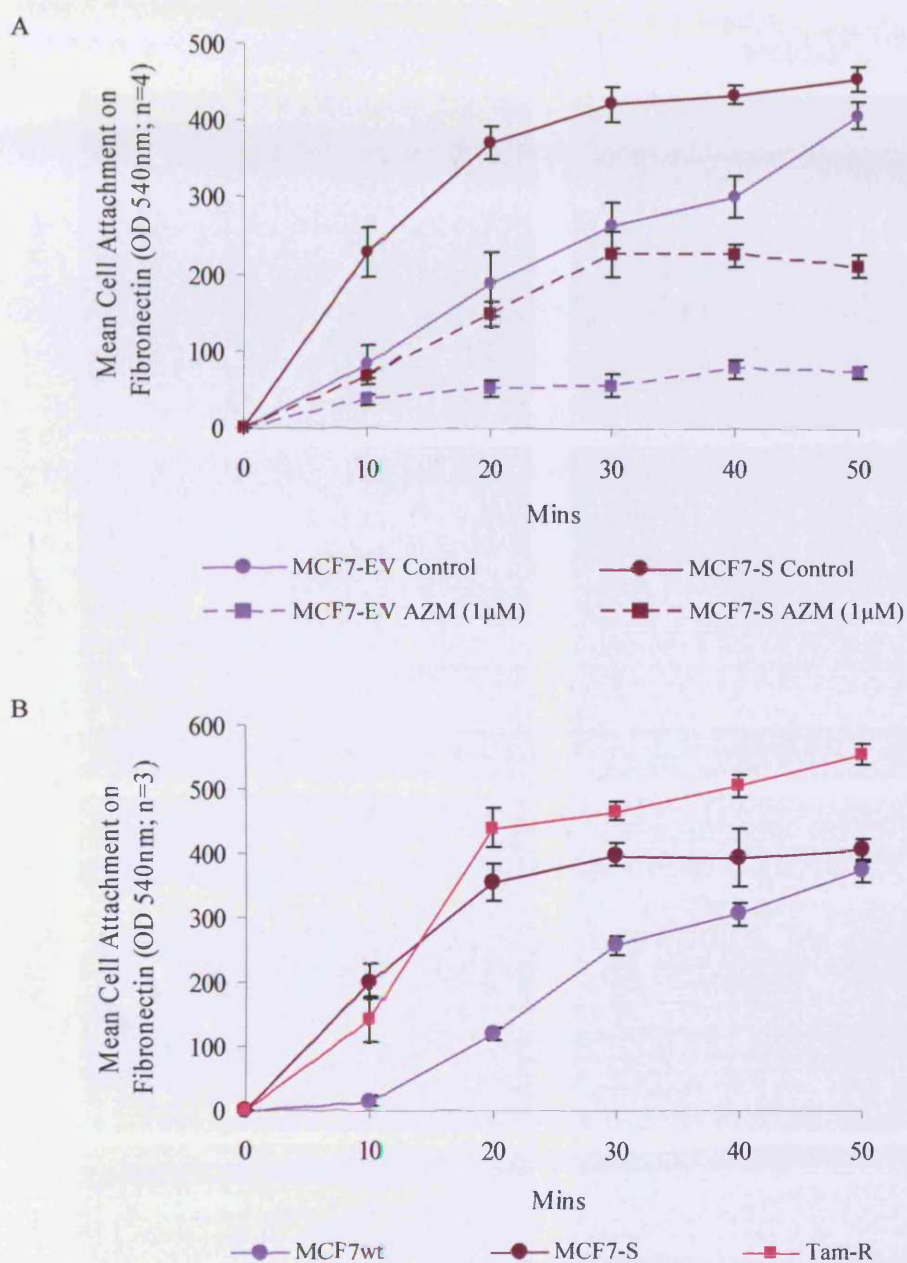 A
Mean Cell Attachment on
Fibronectin (OD 540nm; n=4)
500
400
300
200
100
0
0 10 20 30 40 50
Mins
MCF7-EV Control
MCF7-S Control
MCF7-EV AZM (1μM)
MCF7-S AZM (1μM)
B
Mean Cell Attachment on
Fibronectin (OD 540nm; n=3)
600
500
400
300
200
100
0
0 10 20 30 40 50
Mins
MCF7wt MCF7-S Tam-R